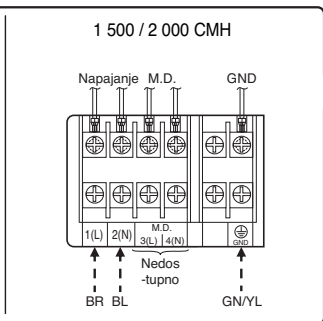 1 500 / 2 000 CMH
Napajanje M.D. GND
1(L) 2(N) M.D. 3(L) 4(N) GND
Nedos
-tupno
BR BL GN/YL